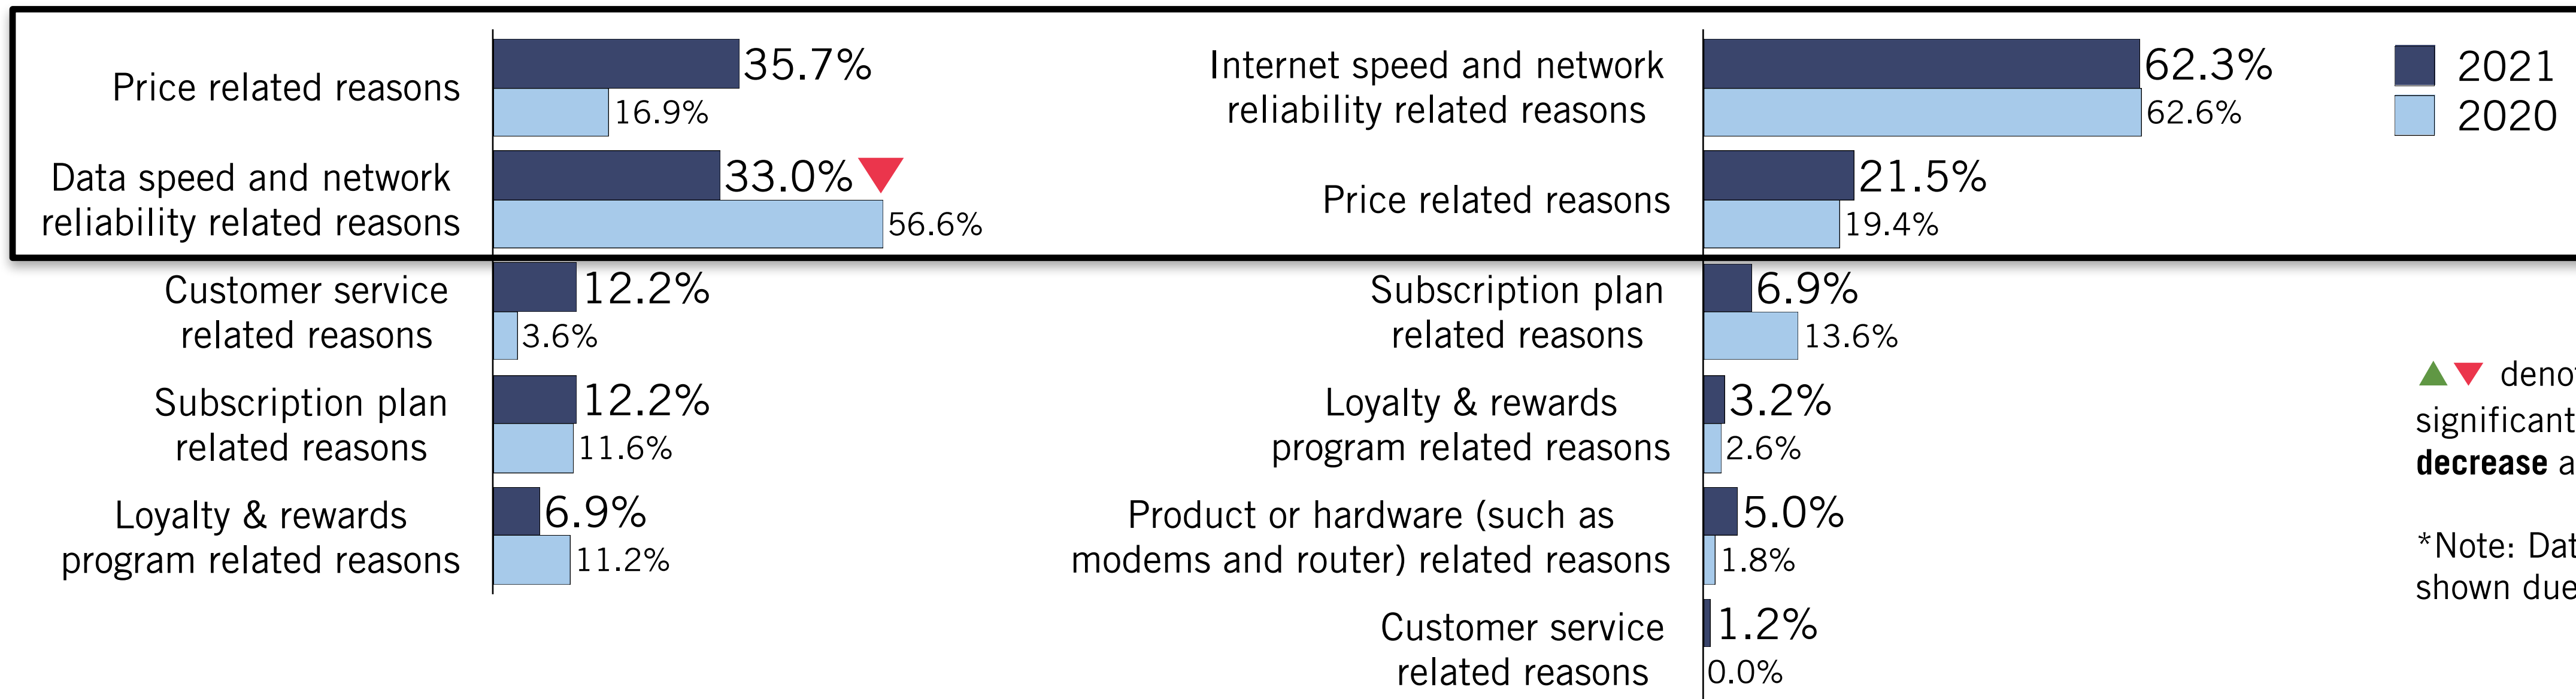 Price related reasons
35.7%
16.9%
Data speed and network
reliability related reasons
33.0%
56.6%
Customer service
related reasons
12.2%
3.6%
Subscription plan
related reasons
12.2%
11.6%
Loyalty & rewards
program related reasons
6.9%
11.2%
Internet speed and network
reliability related reasons
62.3%
62.6%
Price related reasons
21.5%
19.4%
Subscription plan
related reasons
6.9%
13.6%
Loyalty & rewards
program related reasons
3.2%
2.6%
Product or hardware (such as
modems and router) related reasons
5.0%
1.8%
Customer service
related reasons
1.2%
0.0%
2021
2020
significant
decrease
*Note:
shown due